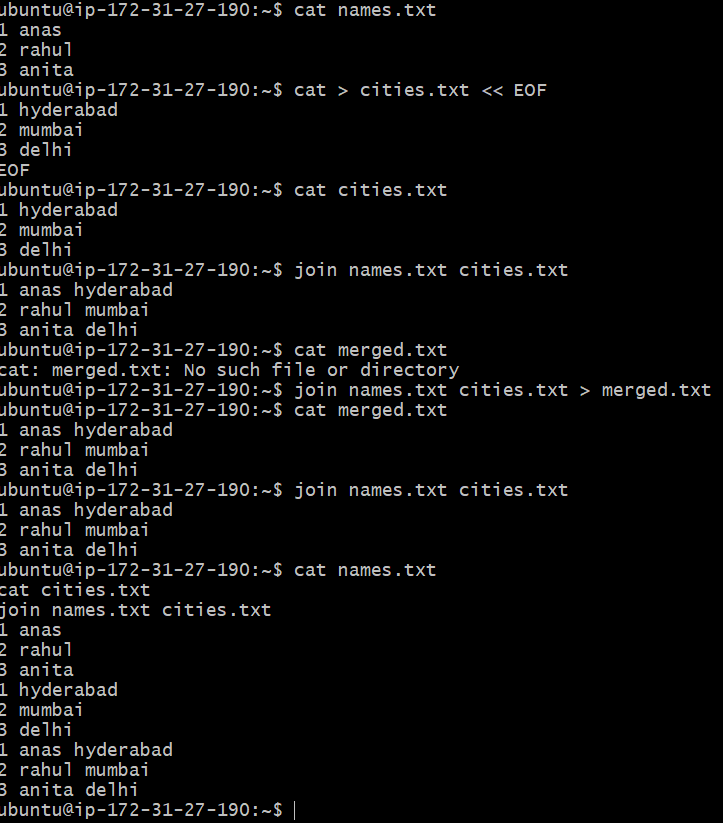 ubuntu@ip-172-31-27-190:~$ cat names.txt
1 anas
2 rahul
3 anita
ubuntu@ip-172-31-27-190:~$ cat > cities.txt << EOF
1 hyderabad
2 mumbai
3 delhi
EOF
ubuntu@ip-172-31-27-190:~$ cat cities.txt
1 hyderabad
2 mumbai
3 delhi
ubuntu@ip-172-31-27-190:~$ join names.txt cities.txt
1 anas hyderabad
2 rahul mumbai
3 anita delhi
ubuntu@ip-172-31-27-190:~$ cat merged.txt
cat: merged.txt: No such file or directory
ubuntu@ip-172-31-27-190:~$ join names.txt cities.txt > merged.txt
ubuntu@ip-172-31-27-190:~$ cat merged.txt
1 anas hyderabad
2 rahul mumbai
3 anita delhi
ubuntu@ip-172-31-27-190:~$ join names.txt cities.txt
1 anas hyderabad
2 rahul mumbai
3 anita delhi
ubuntu@ip-172-31-27-190:~$ cat names.txt
cat cities.txt
join names.txt cities.txt
1 anas
2 rahul
3 anita
1 hyderabad
2 mumbai
3 delhi
1 anas hyderabad
2 rahul mumbai
3 anita delhi
ubuntu@ip-172-31-27-190:~$